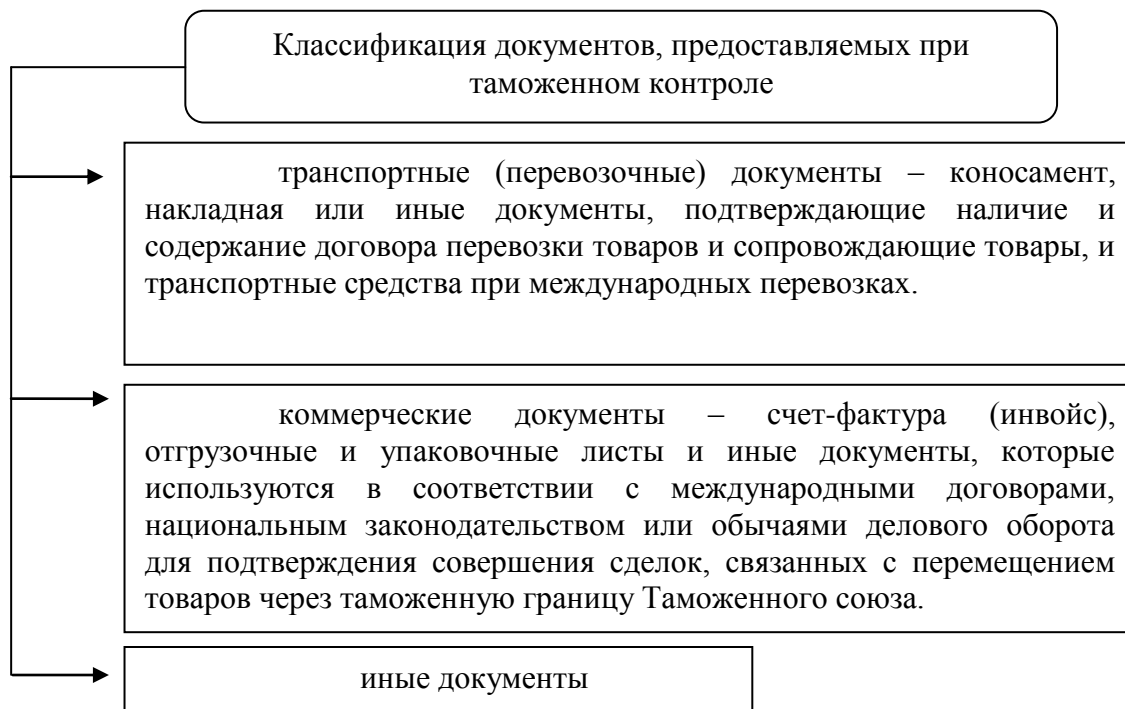 Классификация документов, предоставляемых при
таможенном контроле
транспортные (перевозочные) документы – коносамент,
накладная или иные документы, подтверждающие наличие и
содержание договора перевозки товаров и сопровождающие товары, и
транспортные средства при международных перевозках.
коммерческие документы – счет-фактура (инвойс),
отгрузочные и упаковочные листы и иные документы, которые
используются в соответствии с международными договорами,
национальным законодательством или обычаями делового оборота
для подтверждения совершения сделок, связанных с перемещением
товаров через таможенную границу Таможенного союза.
иные документы